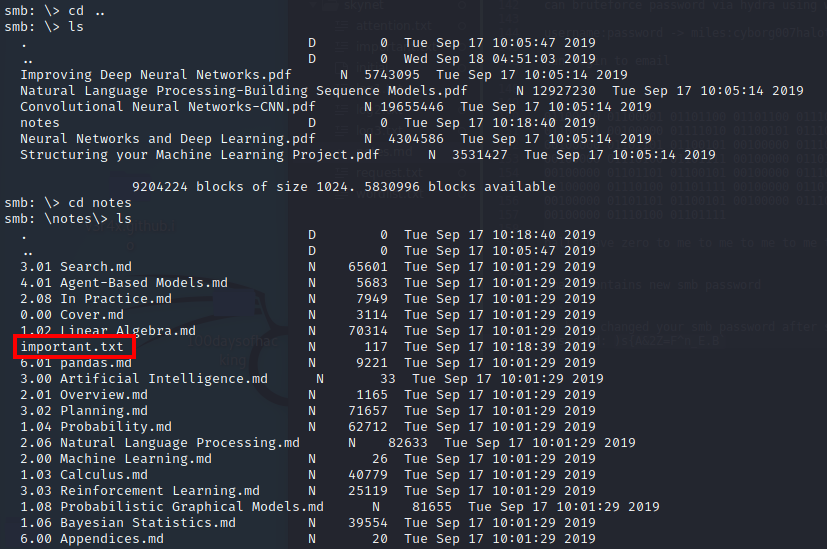 smb: \> cd ..
smb: \> ls
. D 0 Tue Sep 17 10:05:47 2019
.. D 0 Wed Sep 18 04:51:03 2019
Improving Deep Neural Networks.pdf N 5743095 Tue Sep 17 10:05:14 2019
Natural Language Processing-Building Sequence Models.pdf N 12927230 Tue Sep 17 10:05:14 2019
Convolutional Neural Networks-CNN.pdf N 19655446 Tue Sep 17 10:05:14 2019
notes D 0 Tue Sep 17 10:18:40 2019
Neural Networks and Deep Learning.pdf N 4304586 Tue Sep 17 10:05:14 2019
Structuring your Machine Learning Project.pdf N 3531427 Tue Sep 17 10:05:14 2019
9204224 blocks of size 1024. 5830996 blocks available
smb: \> cd notes
smb: \notes\> ls
. D 0 Tue Sep 17 10:18:40 2019
.. D 0 Tue Sep 17 10:05:47 2019
3.01 Search.md N 65601 Tue Sep 17 10:01:29 2019
4.01 Agent-Based Models.md N 5683 Tue Sep 17 10:01:29 2019
2.08 In Practice.md N 7949 Tue Sep 17 10:01:29 2019
0.00 Cover.md N 3114 Tue Sep 17 10:01:29 2019
1.02 Linear Algebra.md N 70314 Tue Sep 17 10:01:29 2019
important.txt N 117 Tue Sep 17 10:18:39 2019
6.01 pandas.md N 9221 Tue Sep 17 10:01:29 2019
3.00 Artificial Intelligence.md N 33 Tue Sep 17 10:01:29 2019
2.01 Overview.md N 1165 Tue Sep 17 10:01:29 2019
3.02 Planning.md N 71657 Tue Sep 17 10:01:29 2019
1.04 Probability.md N 62712 Tue Sep 17 10:01:29 2019
2.06 Natural Language Processing.md N 82633 Tue Sep 17 10:01:29 2019
2.00 Machine Learning.md N 26 Tue Sep 17 10:01:29 2019
1.03 Calculus.md N 40779 Tue Sep 17 10:01:29 2019
3.03 Reinforcement Learning.md N 25119 Tue Sep 17 10:01:29 2019
1.08 Probabilistic Graphical Models.md N 81655 Tue Sep 17 10:01:29 2019
1.06 Bayesian Statistics.md N 39554 Tue Sep 17 10:01:29 2019
6.00 Appendices.md N 20 Tue Sep 17 10:01:29 2019